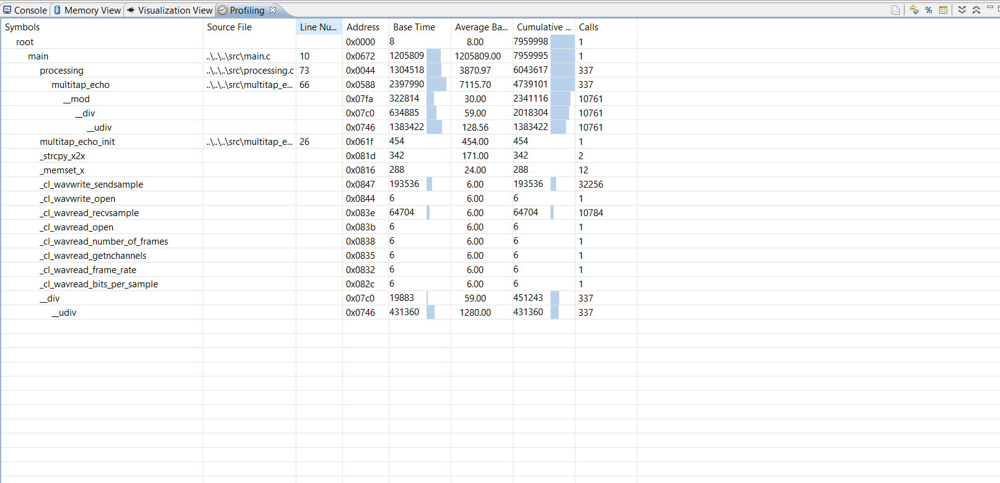 Console Memory View Visualization View Profiling
%
Symbols Source File Line Nu... Address Base Time Average Ba... Cumulative ... Calls
root 0x0000 8 8.00 7959998 1
main ..\..\..\src\main.c 10 0x0672 1205809 1205809.00 7959995 1
processing ..\..\..\src\processing.c 73 0x0044 1304518 3870.97 6043617 337
multitap_echo ..\..\..\src\multitap_e... 66 0x0588 2397990 7115.70 4739101 337
__mod 0x07fa 322814 30.00 2341116 10761
__div 0x07c0 634885 59.00 2018304 10761
__udiv 0x0746 1383422 128.56 1383422 10761
multitap_echo_init ..\..\..\src\multitap_e... 26 0x061f 454 454.00 454 1
_strcpy_x2x 0x081d 342 171.00 342 2
_memset_x 0x0816 288 24.00 288 12
_cl_wavwrite_sendsample 0x0847 193536 6.00 193536 32256
_cl_wavwrite_open 0x0844 6 6.00 6 1
_cl_wavread_recvsample 0x083e 64704 6.00 64704 10784
_cl_wavread_open 0x083b 6 6.00 6 1
_cl_wavread_number_of_frames 0x0838 6 6.00 6 1
_cl_wavread_getnchannels 0x0835 6 6.00 6 1
_cl_wavread_frame_rate 0x0832 6 6.00 6 1
_cl_wavread_bits_per_sample 0x082c 6 6.00 6 1
__div 0x07c0 19883 59.00 451243 337
__udiv 0x0746 431360 1280.00 431360 337